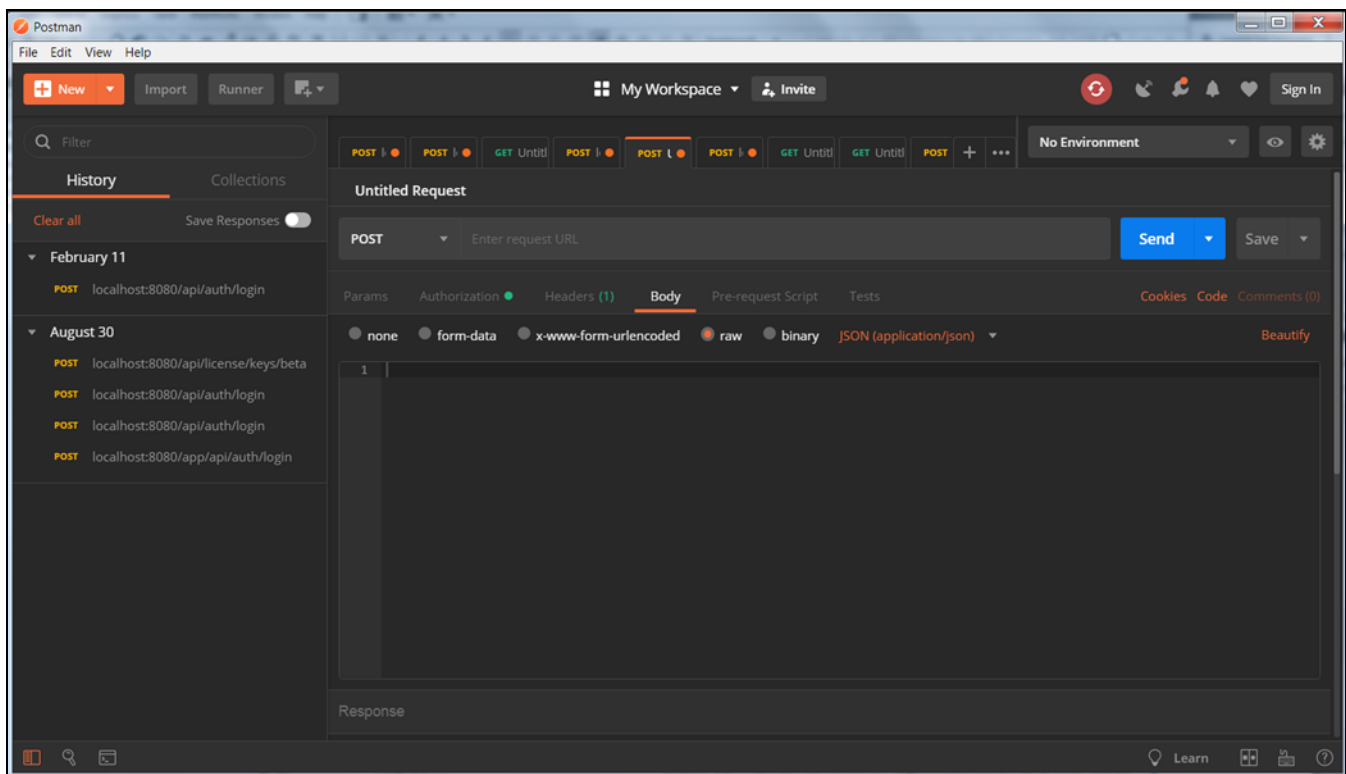 Postman
File Edit View Help
New Import Runner My Workspace Invite Sign In
Filter
History Collections
Clear all Save Responses
February 11
POST localhost:8080/api/auth/login
August 30
POST localhost:8080/api/license/keys/beta
POST localhost:8080/api/auth/login
POST localhost:8080/api/auth/login
POST localhost:8080/app/api/auth/login
POST POST GET Untitl POST POST POST GET Untitl GET Untitl POST + ••• No Environment
Untitled Request
POST Enter request URL Send Save
Params Authorization Headers (1) Body Pre-request Script Tests Cookies Code Comments (0)
none form-data x-www-form-urlencoded raw binary JSON (application/json) Beautify
1
Response
Learn